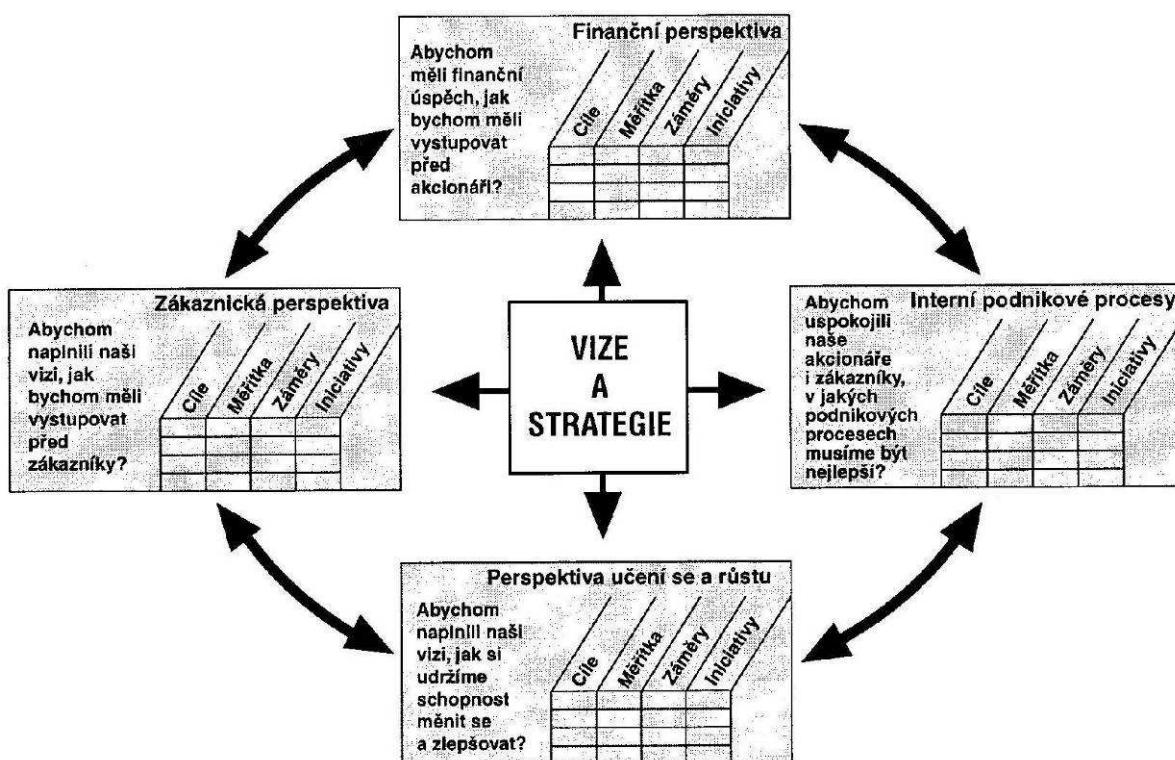 Finanční perspektiva
Abychom
měli finanční
úspěch, jak
bychom měli
vystupovat
před
akcionáři?
Cíle
Měřítka
Záměry
Iniciativy
Zákaznická perspektiva
Abychom
naplnili naši
vizi, jak
bychom měli
vystupovat
před
zákazníky?
Cíle
Měřítka
Záměry
Iniciativy
VIZE
A
STRATEGIE
Interní podnikové procesy
Abychom
uspokojili
naše
akcionáře
i zákazníky,
v jakých
podnikových
procesech
musíme být
nejlepší?
Cíle
Měřítka
Záměry
Iniciativy
Perspektiva učení se a růstu
Abychom
naplnili naši
vizi, jak si
udržíme
schopnost
měnit se
a zlepšovat?
Cíle
Měřítka
Záměry
Iniciativy